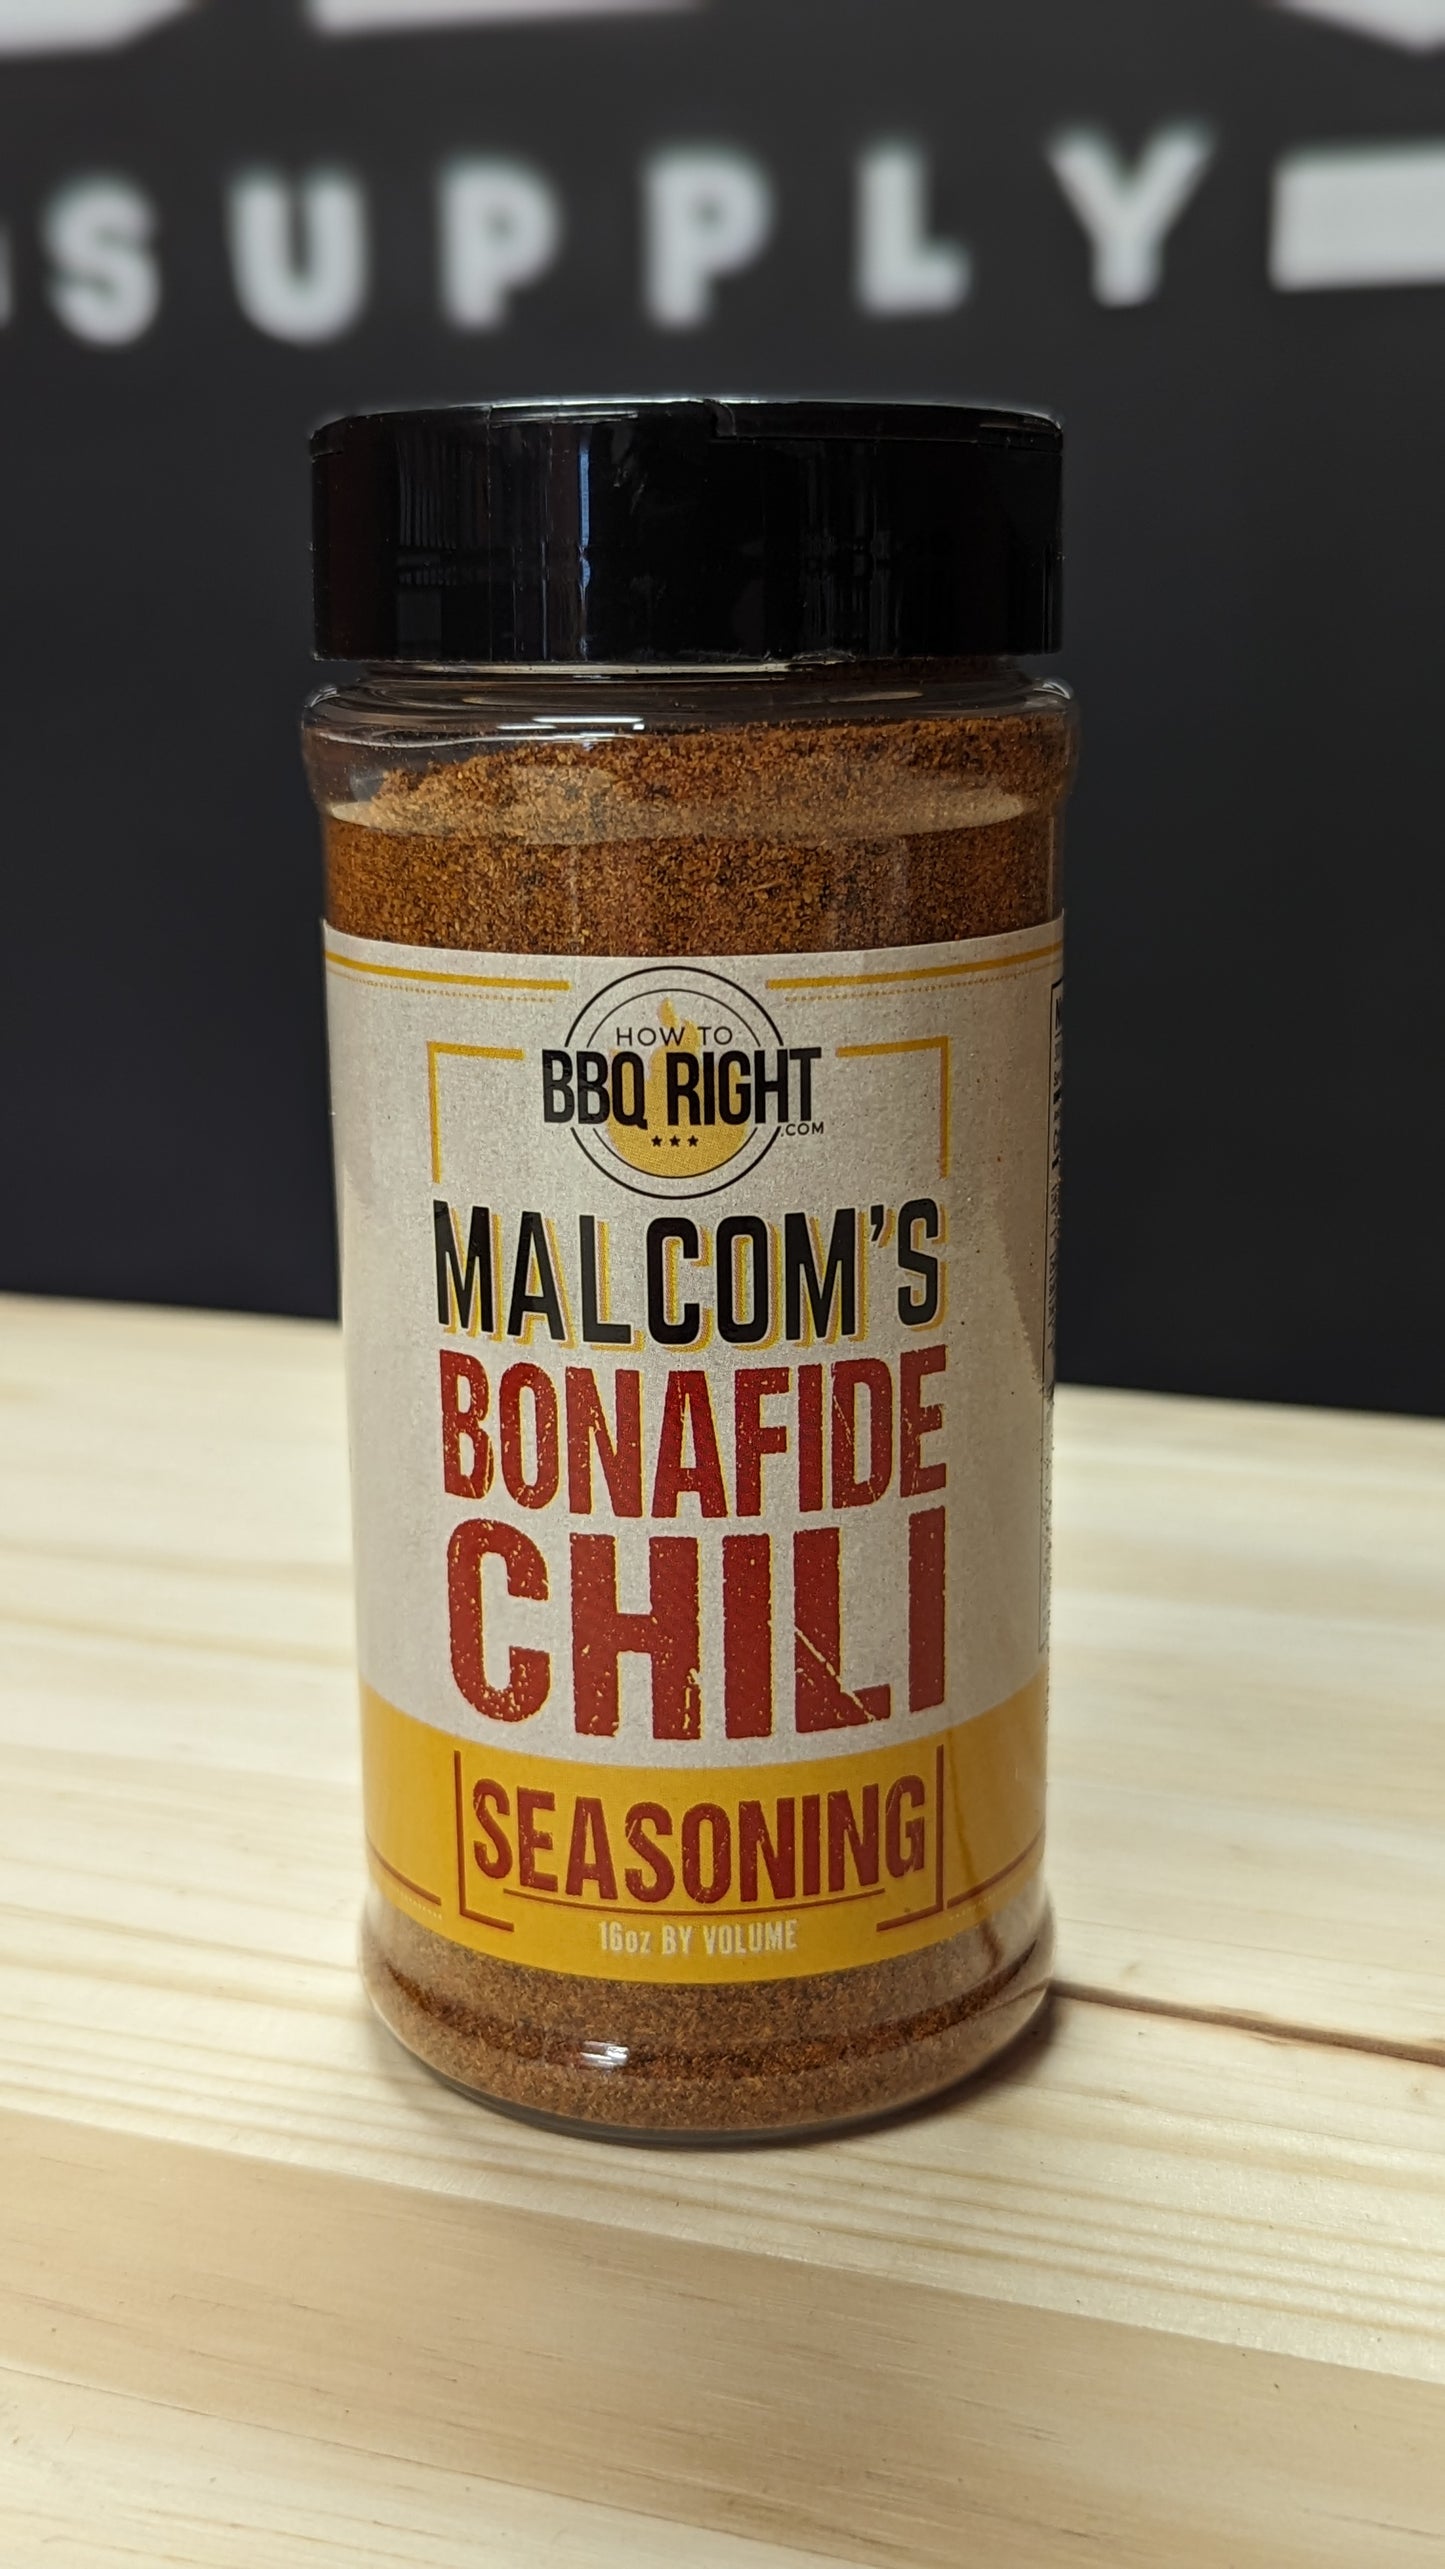 SUPPLY
HOW TO
BBQ RIGHT
.COM
MALCOM'S
BONAFIDE
CHILI
SEASONING
16oz BY VOLUME